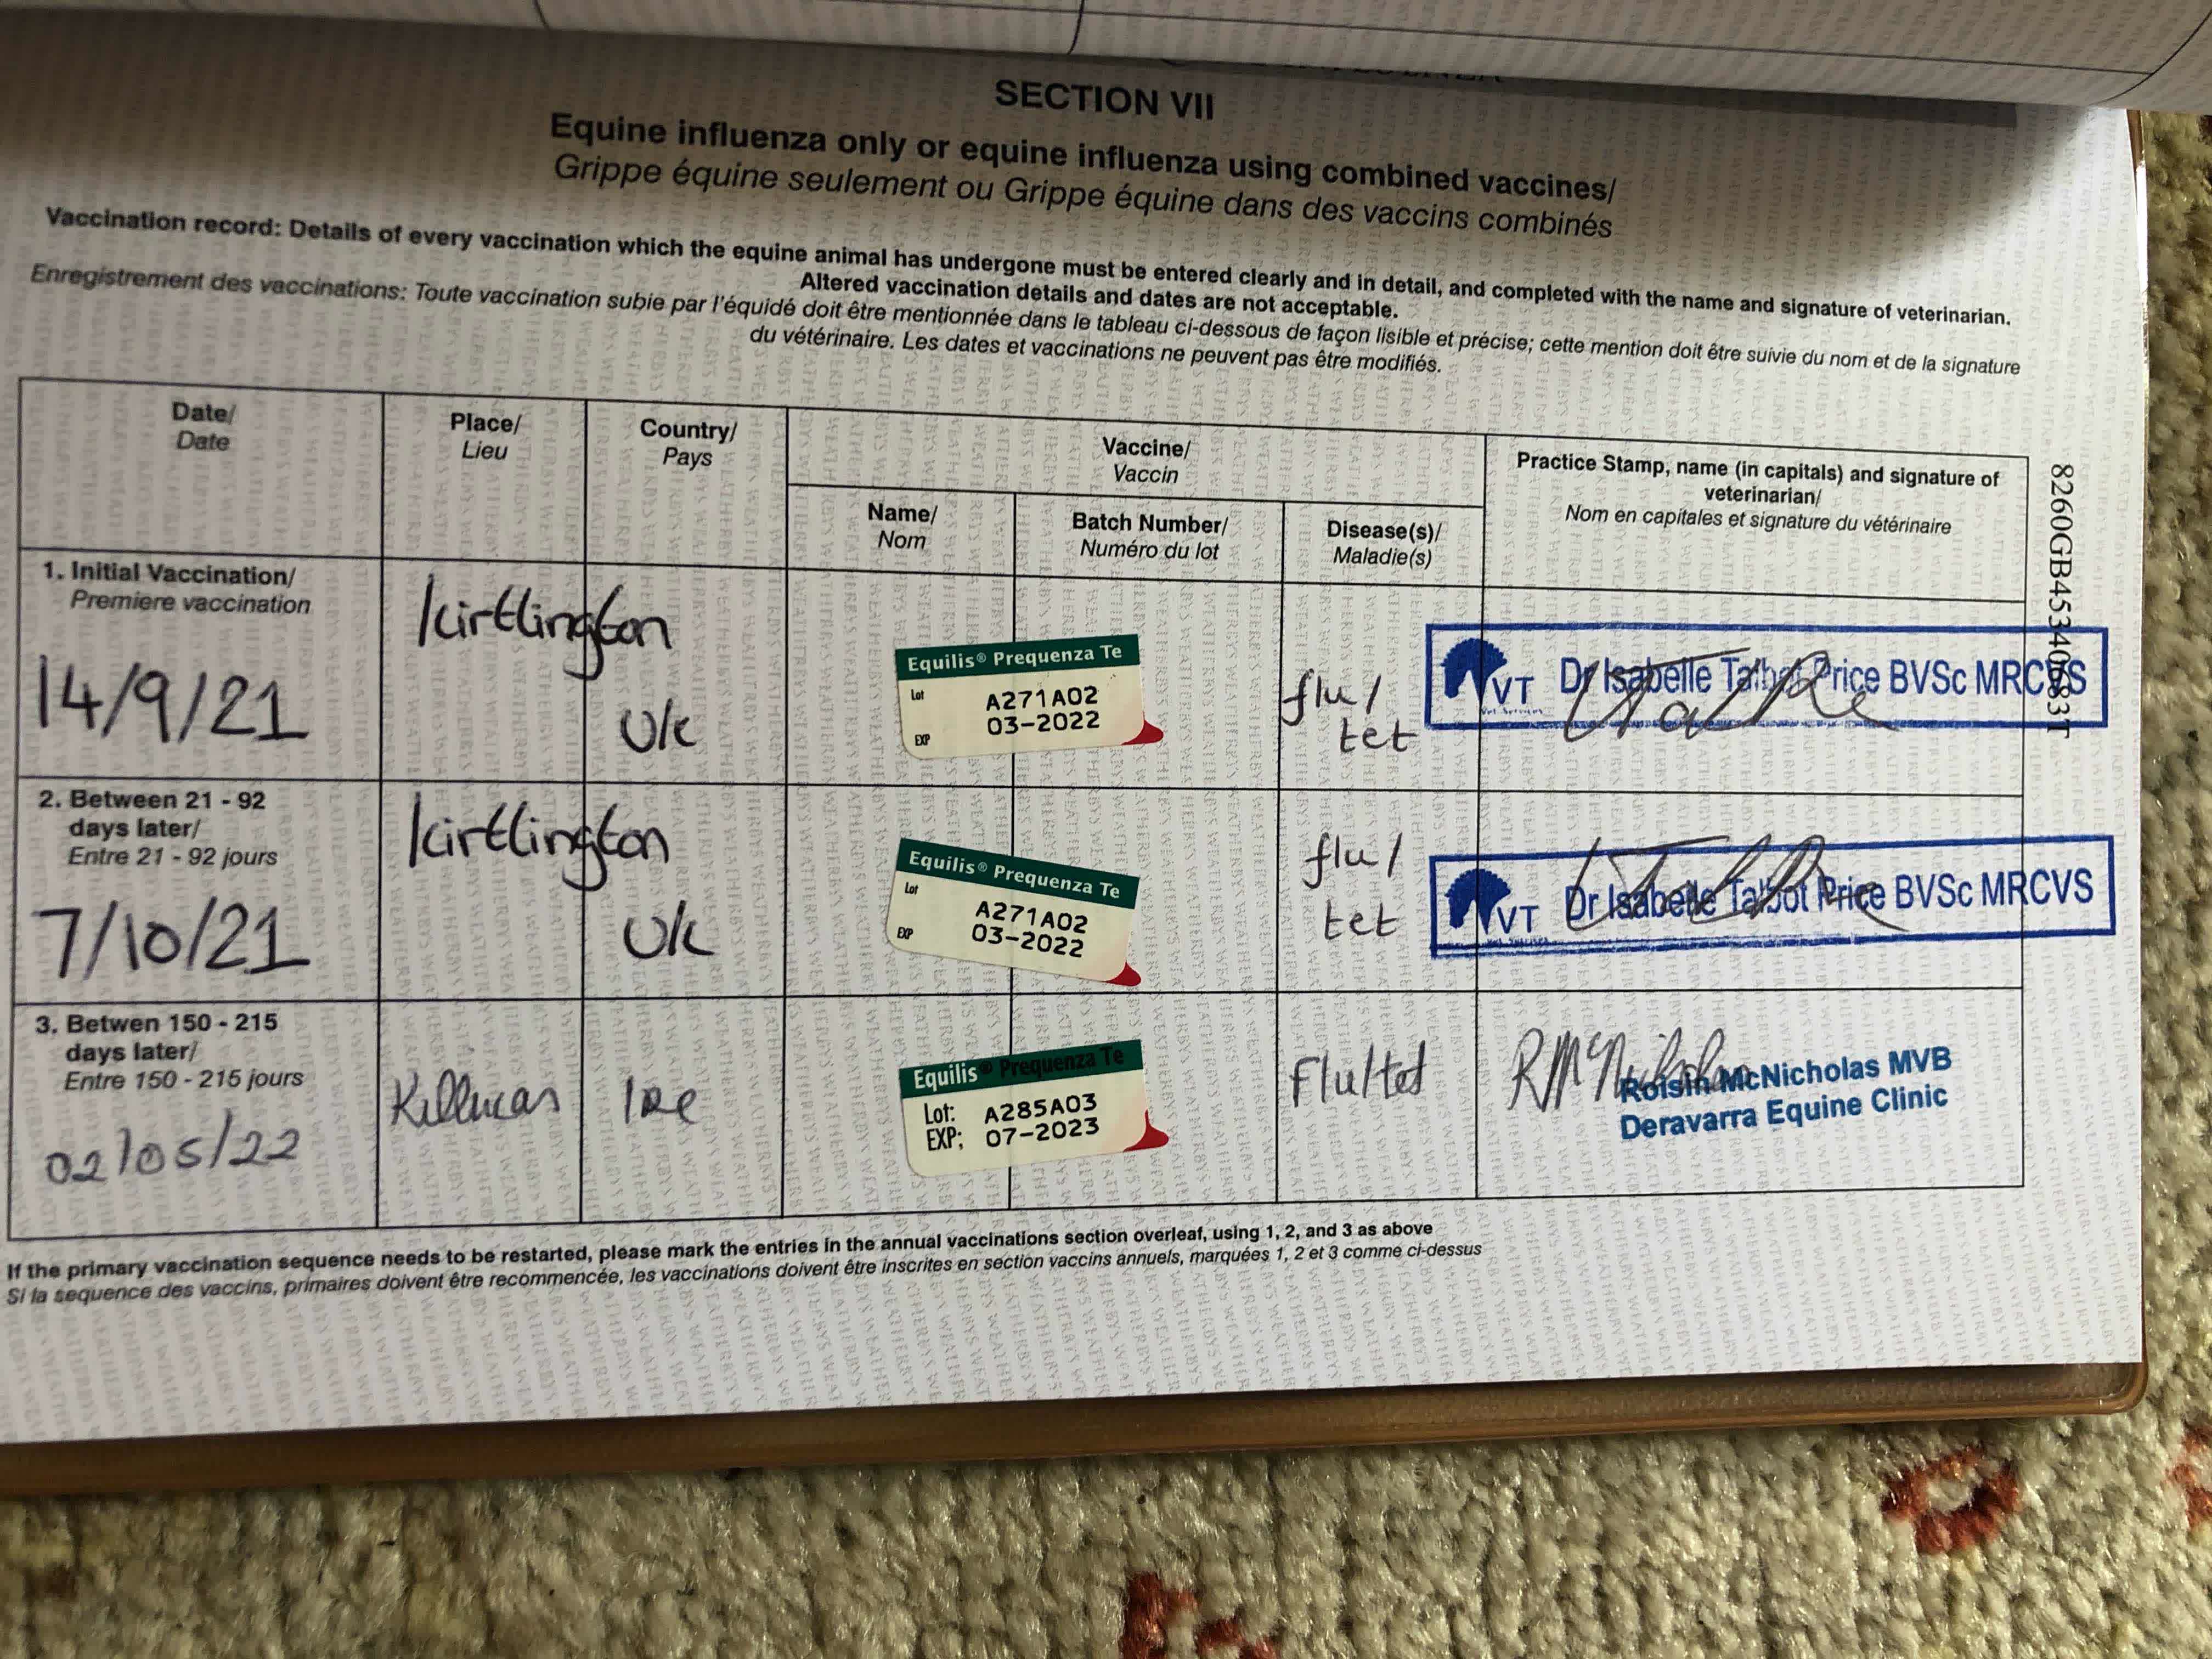 SECTION VII
Equine influenza only or equine influenza using combined vaccines/
Grippe équine seulement ou Grippe équine dans des vaccins combinés
Vaccination record: Details of every vaccination which the equine animal has undergone must be entered clearly and in detail, and completed with the name and signature of veterinarian.
Altered vaccination details and dates are not acceptable.
Enregistrement des vaccinations: Toute vaccination subie par l'équidé doit être mentionnée dans le tableau ci-dessous de façon lisible et précise; cette mention doit être suivie du nom et de la signature
du vétérinaire. Les dates et vaccinations ne peuvent pas être modifiés.
Date/
Date
Place/
Lieu
Country/
Pays
Vaccine/
Vaccin
Name/
Nom
Batch Number/
Numéro du lot
Disease(s)/
Maladie(s)
Practice Stamp, name (in capitals) and signature of
veterinarian/
Nom en capitales et signature du vétérinaire
8260GB45340683T
1. Initial Vaccination/
Premiere vaccination
14/9/21
Kirtlington
UK
Equilis® Prequenza Te
Lot A271A02
EXP 03-2022
flu/
tet
VT Dr Isabelle Talbot Price BVSc MRCVS
2. Between 21 - 92
days later/
Entre 21 - 92 jours
7/10/21
Kirtlington
UK
Equilis® Prequenza Te
Lot A271A02
EXP 03-2022
flu/
tet
VT Dr Isabelle Talbot Price BVSc MRCVS
3. Betwen 150 - 215
days later/
Entre 150 - 215 jours
02/05/22
Killucan
Ire
Equilis® Prequenza Te
Lot: A285A03
EXP: 07-2023
Flu/tet
R McNicholas
Roisin McNicholas MVB
Deravarra Equine Clinic
If the primary vaccination sequence needs to be restarted, please mark the entries in the annual vaccinations section overleaf, using 1, 2, and 3 as above
Si la sequence des vaccins, primaires doivent être recommencée, les vaccinations doivent être inscrites en section vaccins annuels, marquées 1, 2 et 3 comme ci-dessus